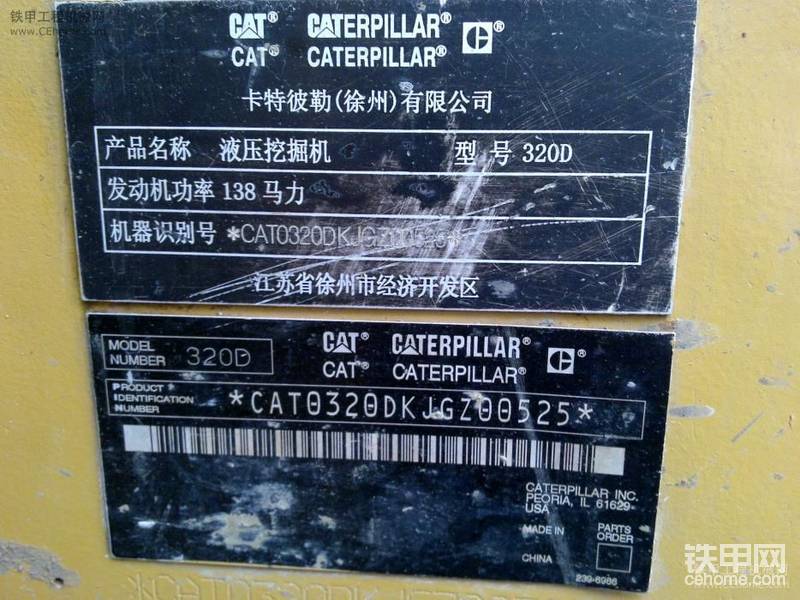 铁甲工程机械网
www.CEhome.com
CAT® CATERPILLAR®
CAT® CATERPILLAR®
卡特彼勒(徐州)有限公司
产品名称 液压挖掘机 型号 320D
发动机功率 138 马力
机器识别号 *CAT0320DKJGZ00525*
江苏省徐州市经济开发区
MODEL NUMBER 320D
CAT® CATERPILLAR®
CAT® CATERPILLAR®
PRODUCT IDENTIFICATION NUMBER
*CAT0320DKJGZ00525*
CATERPILLAR INC.
PEORIA, IL 61629
USA
MADE IN
CHINA
PARTS ORDER
239-6986
铁甲网
cehome.com